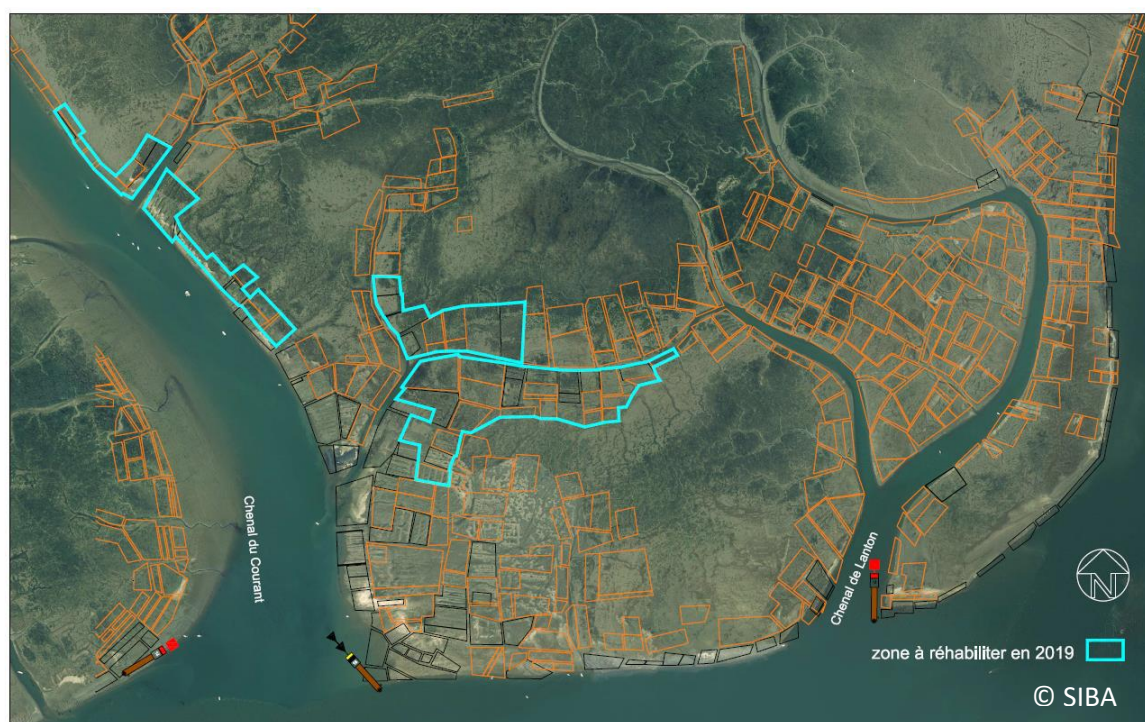 Chenal du Courant
Chenal de Lanton
N
zone à réhabiliter en 2019
© SIBA